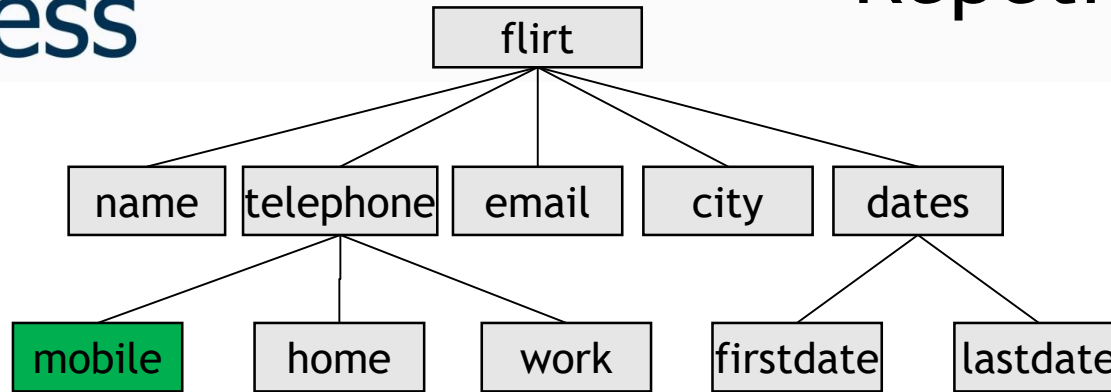 ess
flirt
name telephone email city dates
mobile home work firstdate lastdate